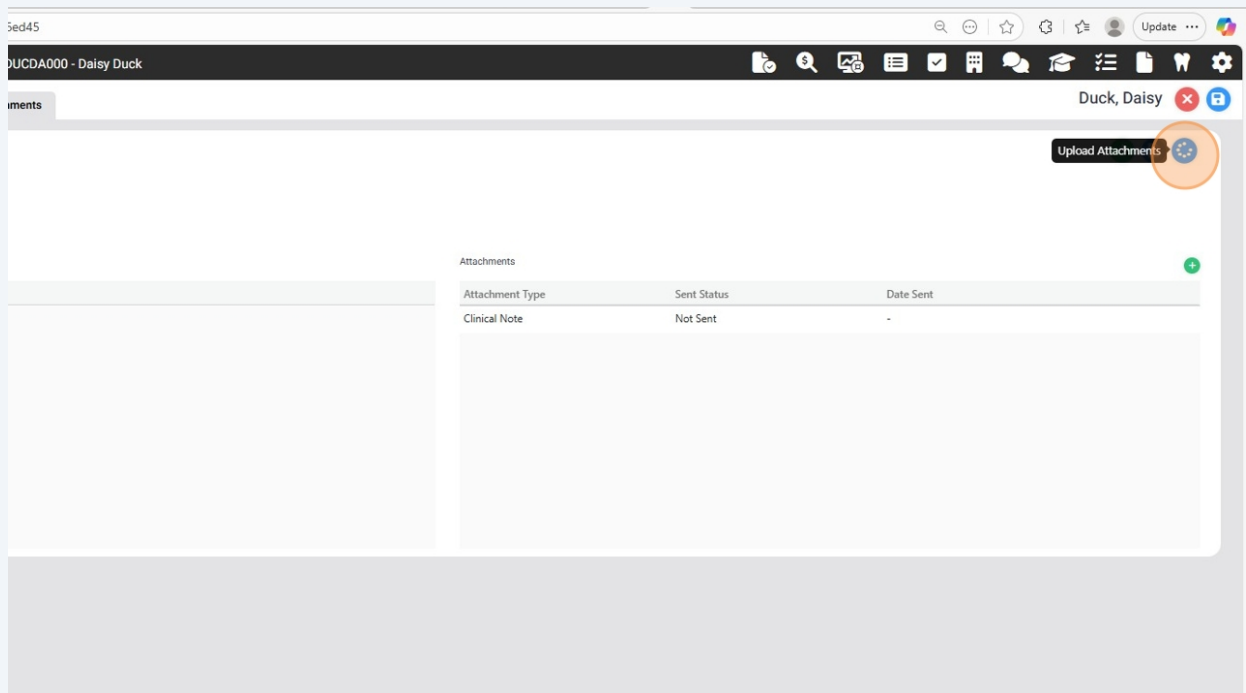 5ed45
Update
DUCDA000 - Daisy Duck
hments
Duck, Daisy
Upload Attachments
Attachments
Attachment Type Sent Status Date Sent
Clinical Note Not Sent -